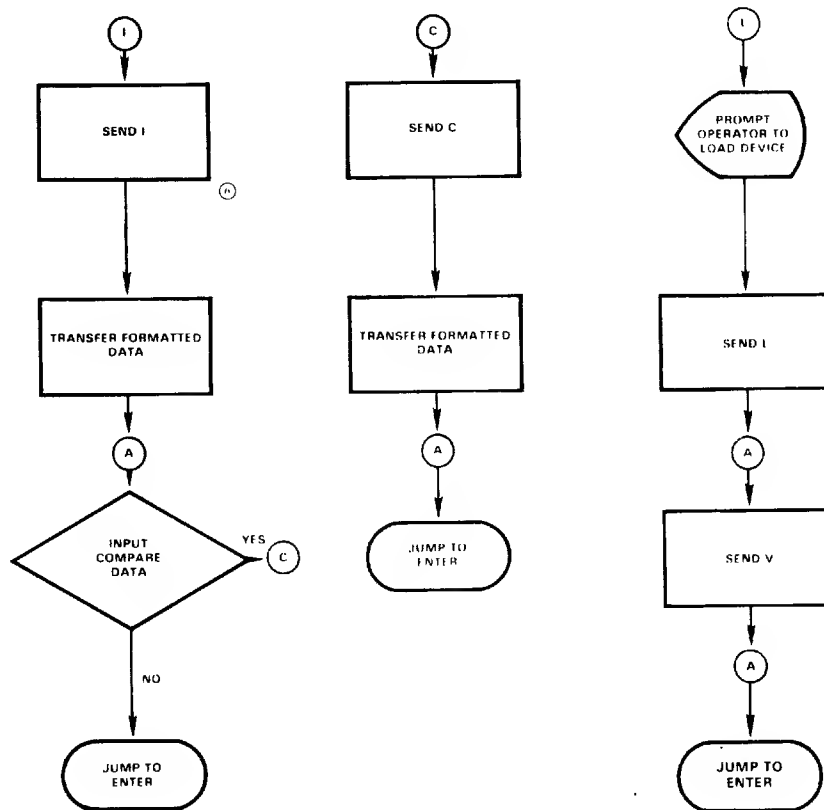 I
SEND I
TRANSFER FORMATTED
DATA
A
INPUT
COMPARE
DATA
YES
C
NO
JUMP TO
ENTER
C
SEND C
TRANSFER FORMATTED
DATA
A
JUMP TO
ENTER
L
PROMPT
OPERATOR TO
LOAD DEVICE
SEND L
A
SEND V
A
JUMP TO
ENTER